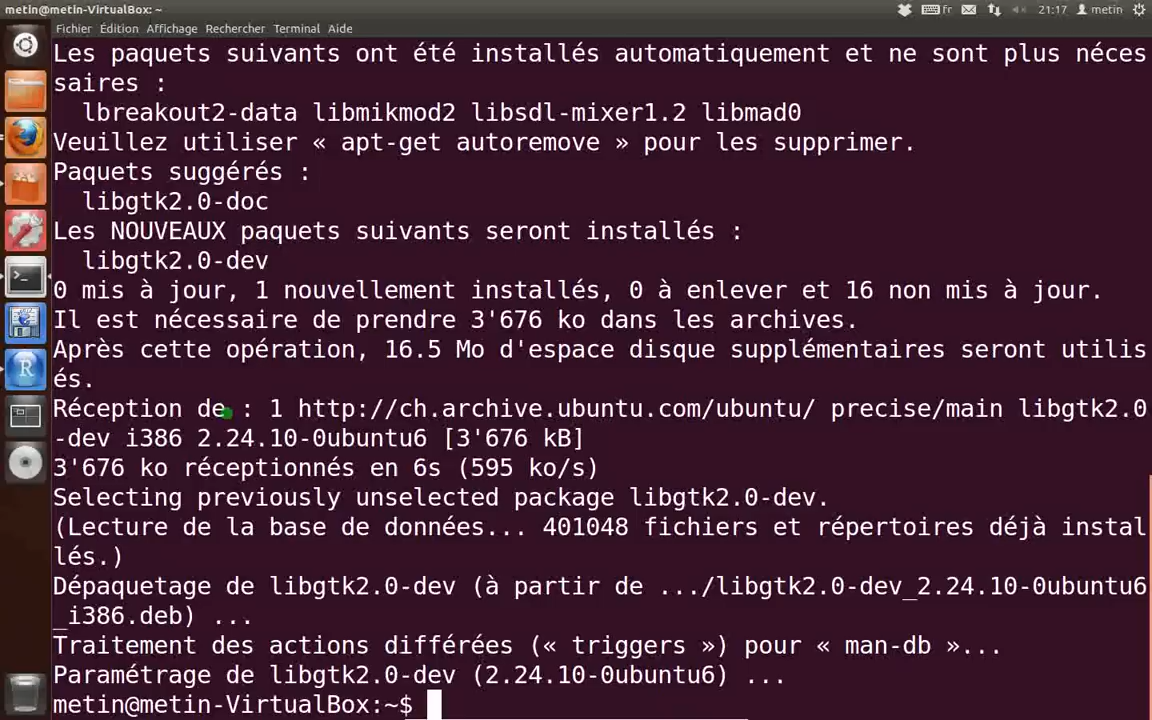 metin@metin-VirtualBox: ~
fr
21:17
metin
Fichier Édition Affichage Rechercher Terminal Aide
Les paquets suivants ont été installés automatiquement et ne sont plus néces
saires :
lbreakout2-data libmikmod2 libsdl-mixer1.2 libmad0
Veuillez utiliser « apt-get autoremove » pour les supprimer.
Paquets suggérés :
libgtk2.0-doc
Les NOUVEAUX paquets suivants seront installés :
libgtk2.0-dev
0 mis à jour, 1 nouvellement installés, 0 à enlever et 16 non mis à jour.
Il est nécessaire de prendre 3'676 ko dans les archives.
Après cette opération, 16.5 Mo d'espace disque supplémentaires seront utilis
és.
Réception de : 1 http://ch.archive.ubuntu.com/ubuntu/ precise/main libgtk2.0
-dev i386 2.24.10-0ubuntu6 [3'676 kB]
3'676 ko réceptionnés en 6s (595 ko/s)
Selecting previously unselected package libgtk2.0-dev.
(Lecture de la base de données... 401048 fichiers et répertoires déjà instal
lés.)
Dépaquetage de libgtk2.0-dev (à partir de .../libgtk2.0-dev_2.24.10-0ubuntu6
_i386.deb) ...
Traitement des actions différées (« triggers ») pour « man-db »...
Paramétrage de libgtk2.0-dev (2.24.10-0ubuntu6) ...
metin@metin-VirtualBox:~$
R